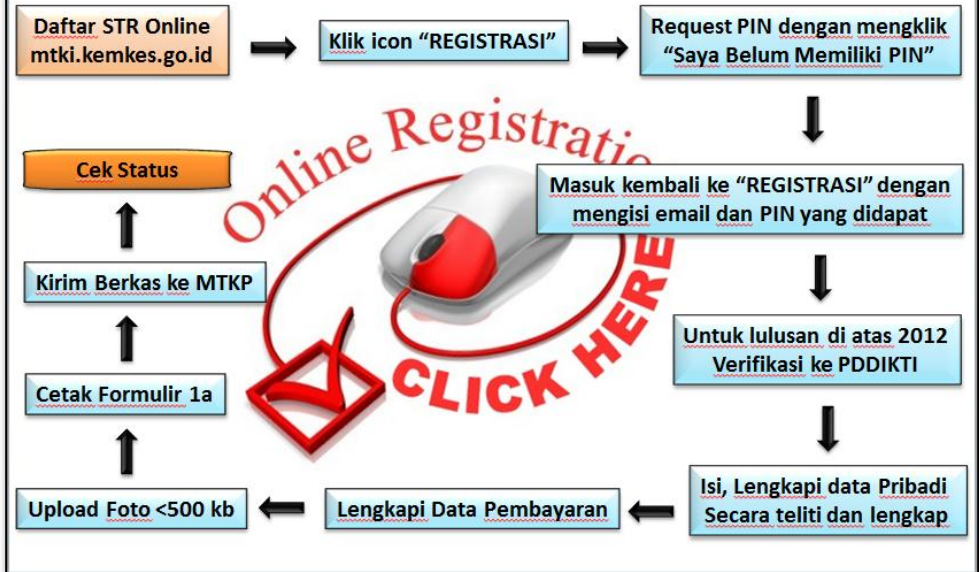 Daftar STR Online
mtki.kemkes.go.id
Klik icon “REGISTRASI”
Request PIN dengan mengklik
“Saya Belum Memiliki PIN”
Masuk kembali ke “REGISTRASI” dengan
mengisi email dan PIN yang didapat
Untuk lulusan di atas 2012
Verifikasi ke PDDIKTI
Isi, Lengkapi data Pribadi
Secara teliti dan lengkap
Lengkapi Data Pembayaran
Upload Foto <500 kb
Cetak Formulir 1a
Kirim Berkas ke MTKP
Cek Status
Online Registratio
CLICK HERE